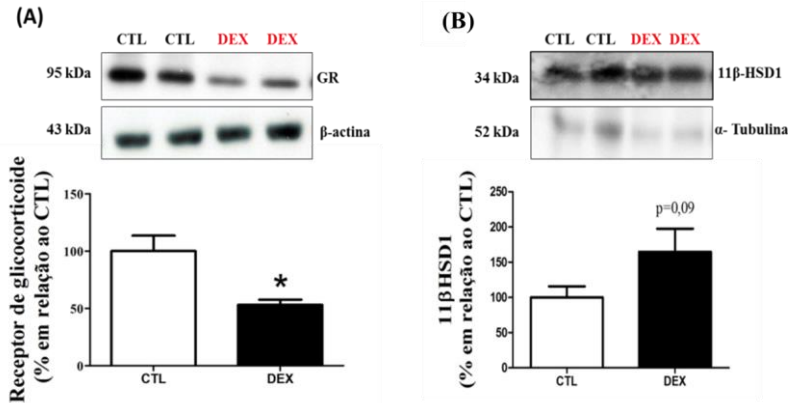 (A)
CTL CTL DEX DEX
95 kDa
GR
43 kDa
β-actina
Receptor de glicocorticoide
(% em relação ao CTL)
150
100
50
0
*
CTL DEX
(B)
CTL CTL DEX DEX
34 kDa
11β-HSD1
52 kDa
α- Tubulina
11βHSD1
(% em relação ao CTL)
250
200
150
100
50
0
p=0,09
CTL DEX